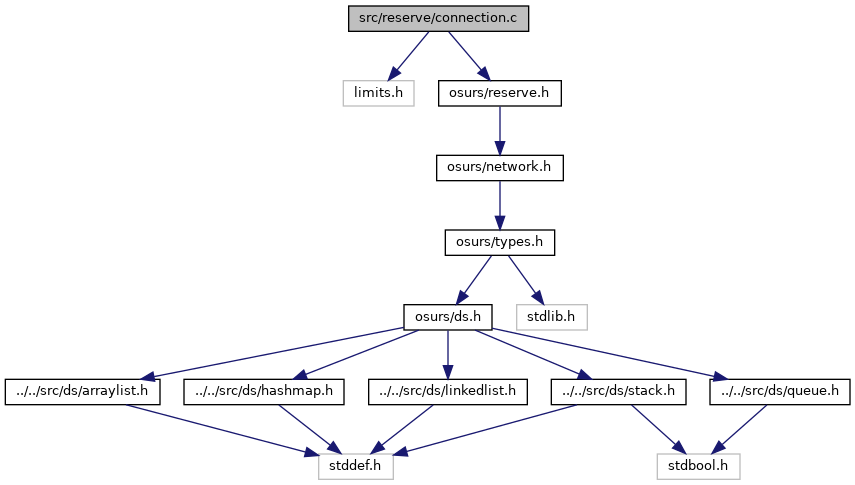 src/reserve/connection.c
limits.h
osurs/reserve.h
osurs/network.h
osurs/types.h
osurs/ds.h
stdlib.h
../../src/ds/arraylist.h
../../src/ds/hashmap.h
../../src/ds/linkedlist.h
../../src/ds/stack.h
../../src/ds/queue.h
stddef.h
stdbool.h